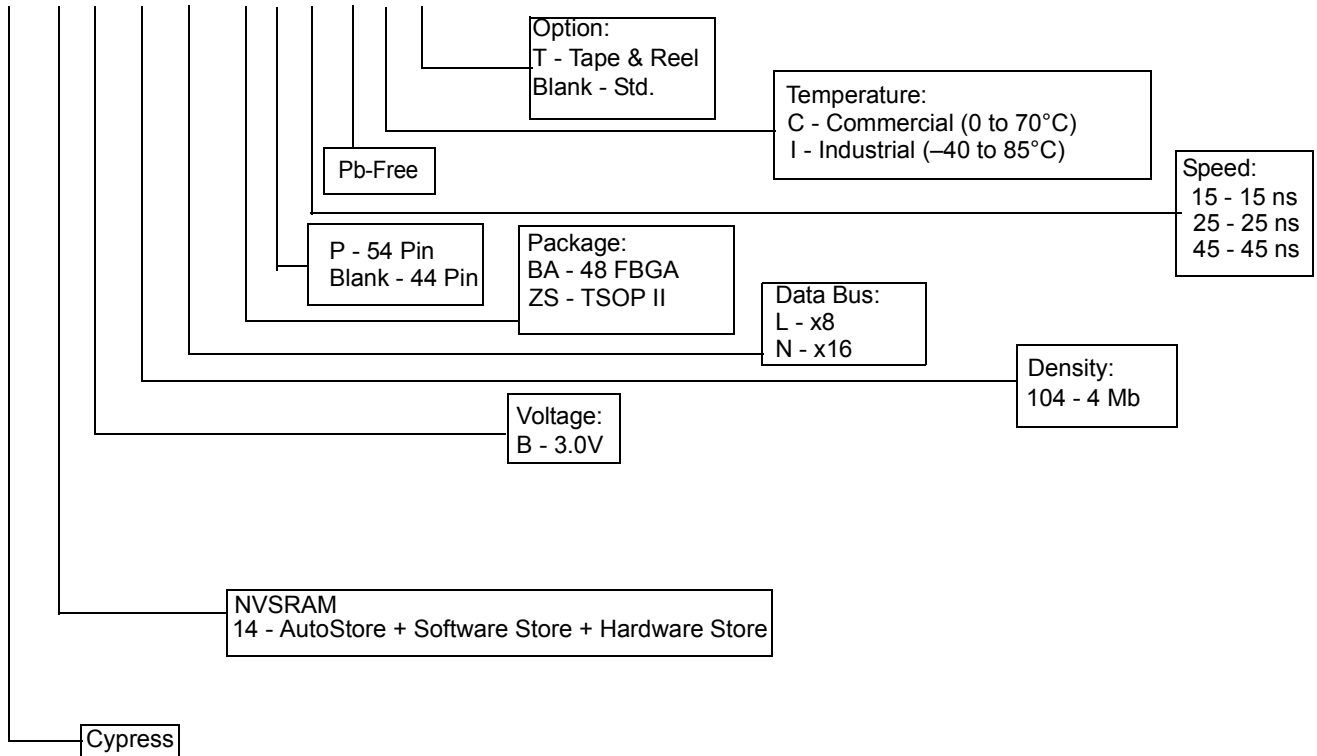 Option:
T - Tape & Reel
Blank - Std.
Temperature:
C - Commercial (0 to 70°C)
I - Industrial (–40 to 85°C)
Pb-Free
Speed:
15 - 15 ns
25 - 25 ns
45 - 45 ns
P - 54 Pin
Blank - 44 Pin
Package:
BA - 48 FBGA
ZS - TSOP II
Data Bus:
L - x8
N - x16
Density:
104 - 4 Mb
Voltage:
B - 3.0V
NVSRAM
14 - AutoStore + Software Store + Hardware Store
Cypress